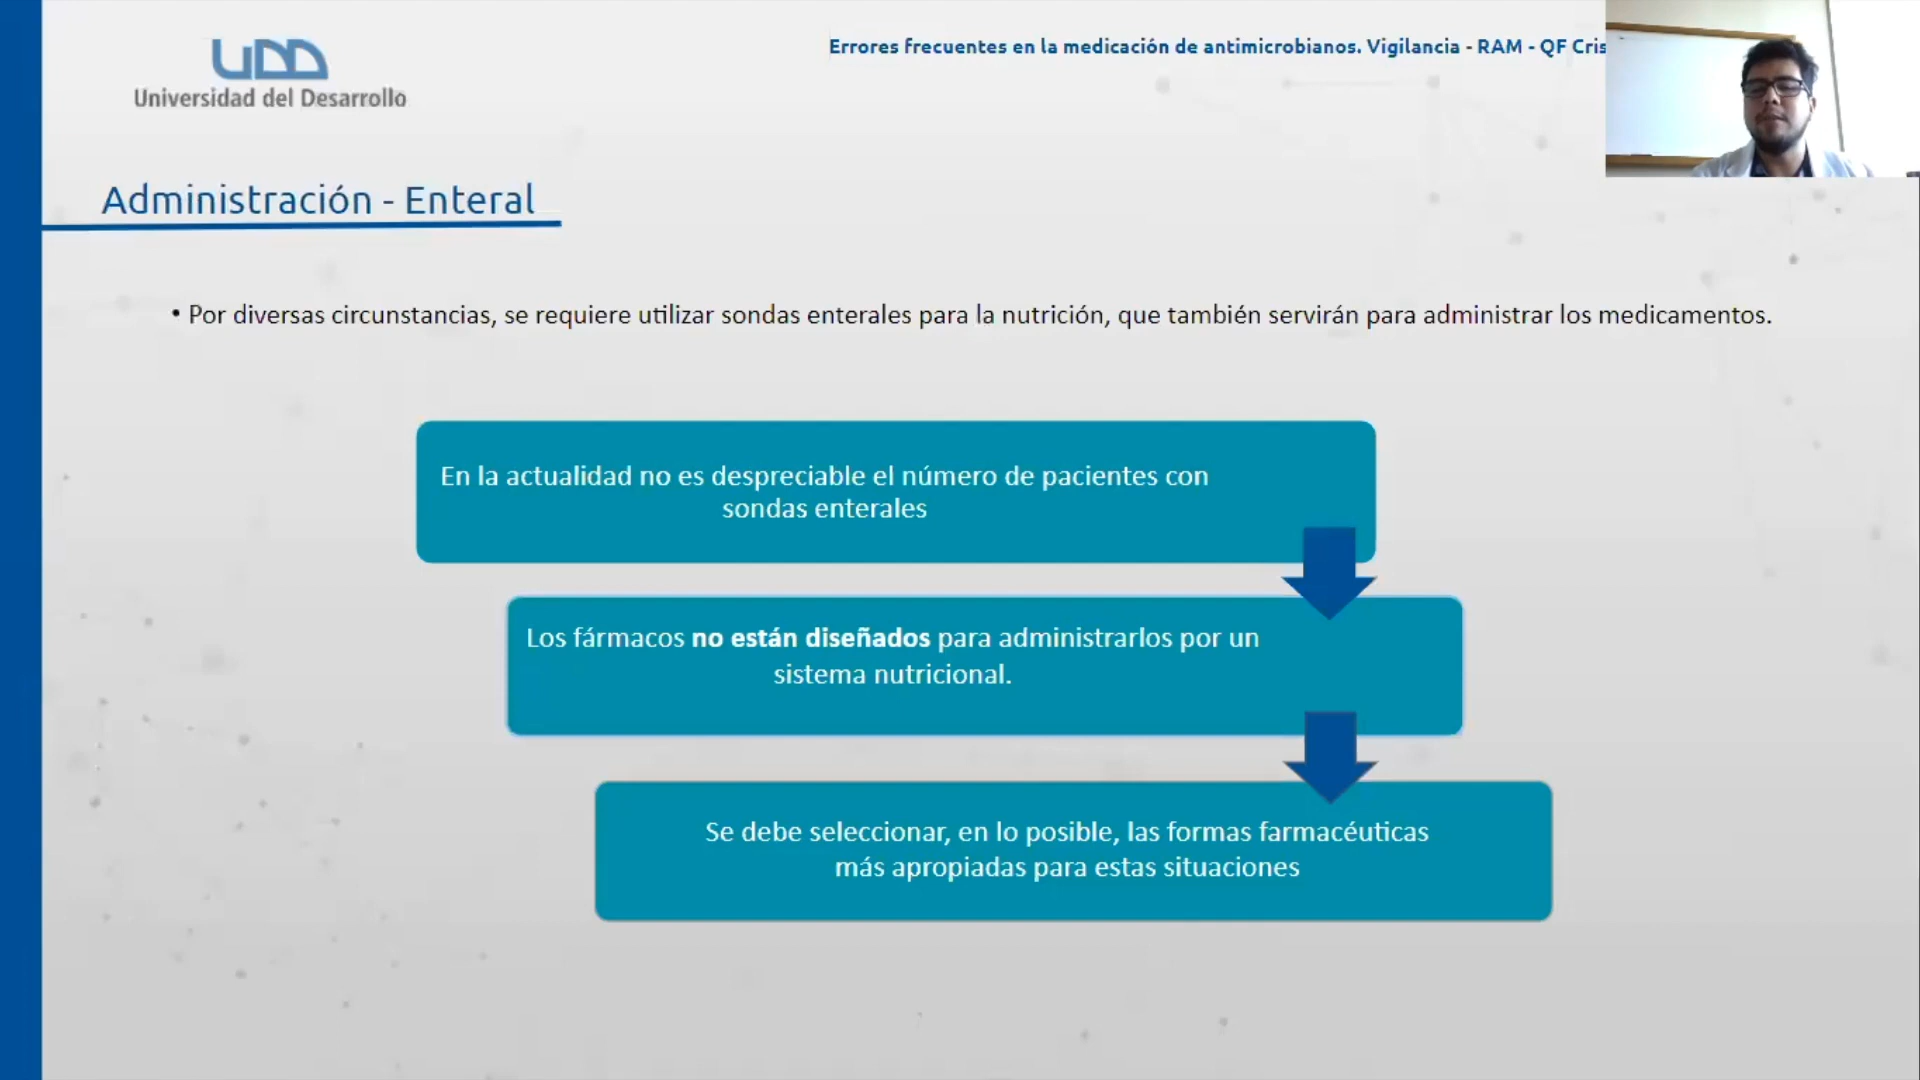 UDD
Universidad del Desarrollo
Errores frecuentes en la medicación de antimicrobianos. Vigilancia - RAM - QF Cris
Administración - Enteral
• Por diversas circunstancias, se requiere utilizar sondas enterales para la nutrición, que también servirán para administrar los medicamentos.
En la actualidad no es despreciable el número de pacientes con
sondas enterales
Los fármacos no están diseñados para administrarlos por un
sistema nutricional.
Se debe seleccionar, en lo posible, las formas farmacéuticas
más apropiadas para estas situaciones